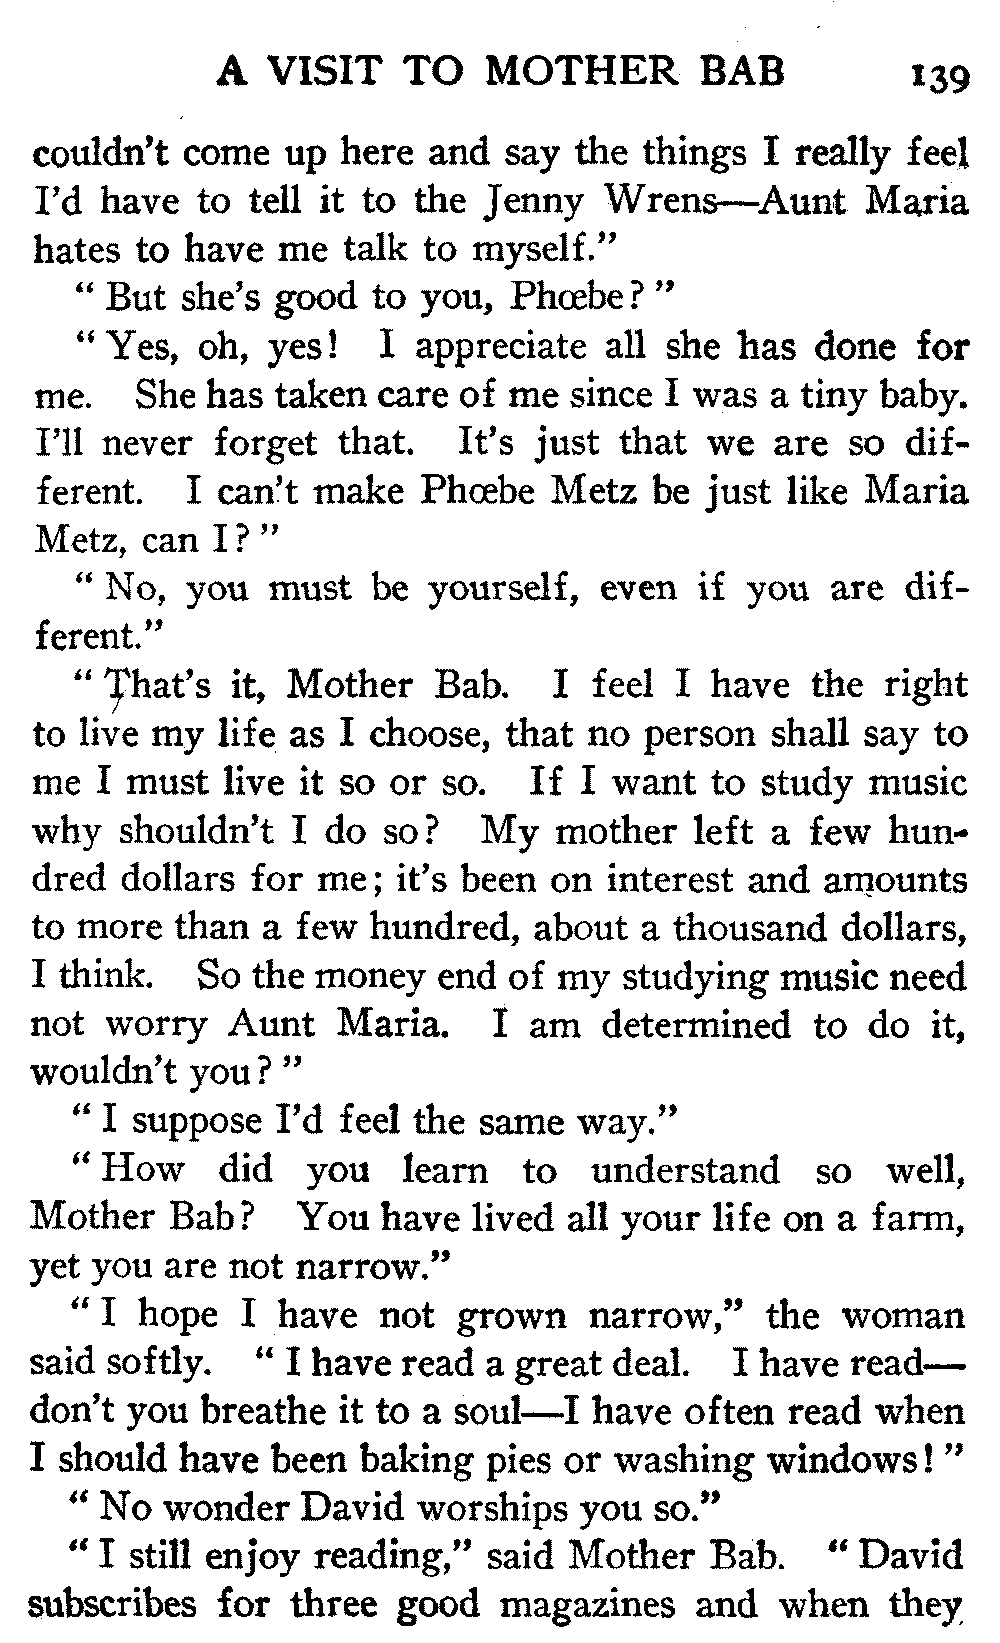 A VISIT TO MOTHER BAB 139
couldn't come up here and say the things I really feel
I'd have to tell it to the Jenny Wrens—Aunt Maria
hates to have me talk to myself."
" But she's good to you, Phœbe? "
" Yes, oh, yes! I appreciate all she has done for
me. She has taken care of me since I was a tiny baby.
I'll never forget that. It's just that we are so dif-
ferent. I can't make Phœbe Metz be just like Maria
Metz, can I? "
" No, you must be yourself, even if you are dif-
ferent."
" That's it, Mother Bab. I feel I have the right
to live my life as I choose, that no person shall say to
me I must live it so or so. If I want to study music
why shouldn't I do so? My mother left a few hun-
dred dollars for me; it's been on interest and amounts
to more than a few hundred, about a thousand dollars,
I think. So the money end of my studying music need
not worry Aunt Maria. I am determined to do it,
wouldn't you? "
" I suppose I'd feel the same way."
" How did you learn to understand so well,
Mother Bab? You have lived all your life on a farm,
yet you are not narrow."
" I hope I have not grown narrow," the woman
said softly. " I have read a great deal. I have read—
don't you breathe it to a soul—I have often read when
I should have been baking pies or washing windows! "
" No wonder David worships you so."
" I still enjoy reading," said Mother Bab. " David
subscribes for three good magazines and when they